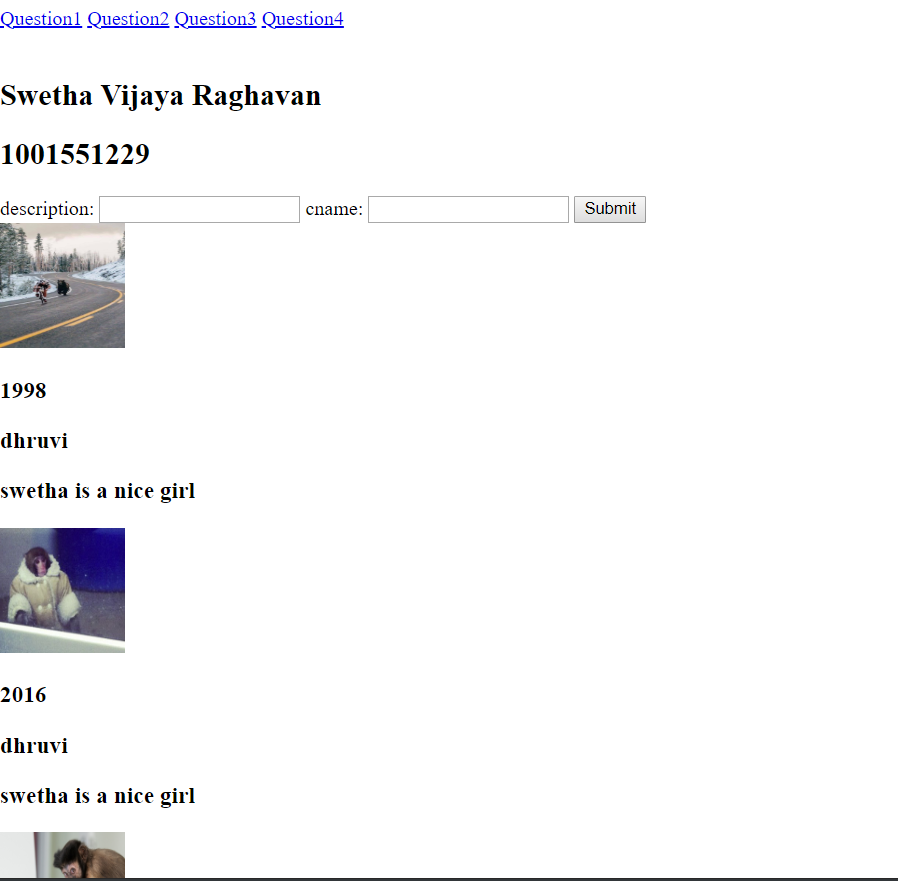 Question1 Question2 Question3 Question4
Swetha Vijaya Raghavan
1001551229
description: cname: Submit
1998
dhruvi
swetha is a nice girl
2016
dhruvi
swetha is a nice girl